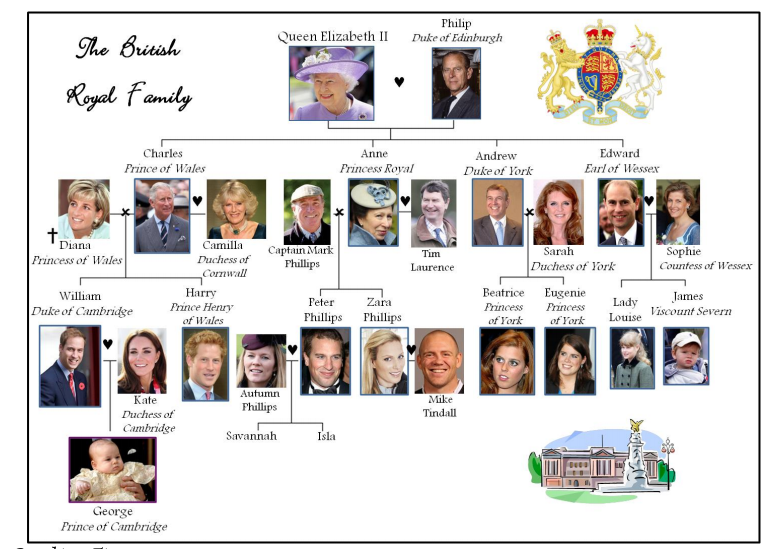 The British
Royal Family
Queen Elizabeth II
Philip
Duke of Edinburgh
Charles
Prince of Wales
Anne
Princess Royal
Andrew
Duke of York
Edward
Earl of Wessex
Diana
Princess of Wales
Camilla
Duchess of
Cornwall
Captain Mark
Phillips
Tim
Laurence
Sarah
Duchess of York
Sophie
Countess of Wessex
William
Duke of Cambridge
Harry
Prince Henry
of Wales
Peter
Phillips
Zara
Phillips
Beatrice
Princess
of York
Eugenie
Princess
of York
Lady
Louise
James
Viscount Severn
Kate
Duchess of
Cambridge
Autumn
Phillips
Mike
Tindall
Savannah
Isla
George
Prince of Cambridge